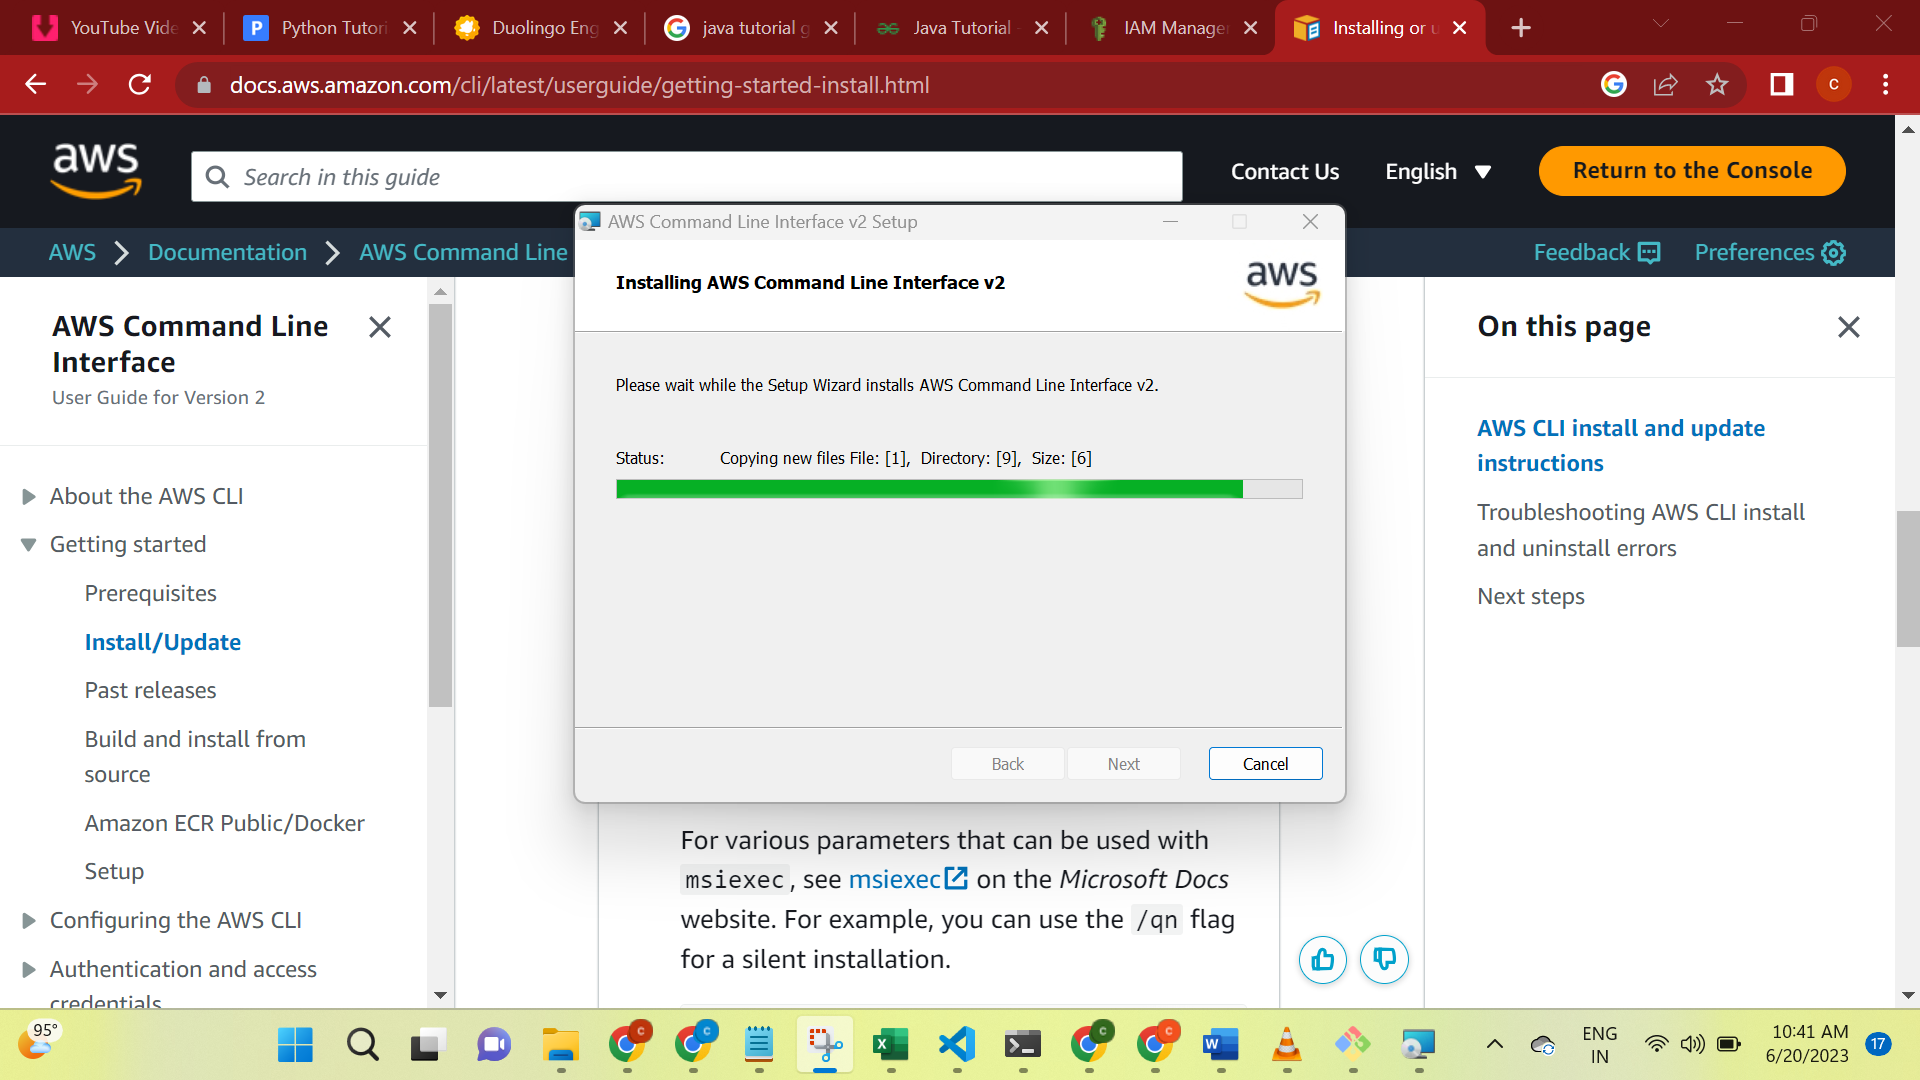 YouTube Vide
Python Tutori
Duolingo Eng
java tutorial g
Java Tutorial
IAM Manager
Installing or u
docs.aws.amazon.com/cli/latest/userguide/getting-started-install.html
C
aws
Search in this guide
Contact Us
English
Return to the Console
AWS
Documentation
AWS Command Line
Feedback
Preferences
AWS Command Line
Interface
User Guide for Version 2
About the AWS CLI
Getting started
Prerequisites
Install/Update
Past releases
Build and install from
source
Amazon ECR Public/Docker
Setup
Configuring the AWS CLI
Authentication and access
credentials
AWS Command Line Interface v2 Setup
Installing AWS Command Line Interface v2
aws
Please wait while the Setup Wizard installs AWS Command Line Interface v2.
Status: Copying new files File: [1], Directory: [9], Size: [6]
Back
Next
Cancel
For various parameters that can be used with
msiexec, see msiexec on the Microsoft Docs
website. For example, you can use the /qn flag
for a silent installation.
On this page
AWS CLI install and update
instructions
Troubleshooting AWS CLI install
and uninstall errors
Next steps
95°
C
C
C
C
ENG
IN
10:41 AM
6/20/2023
17